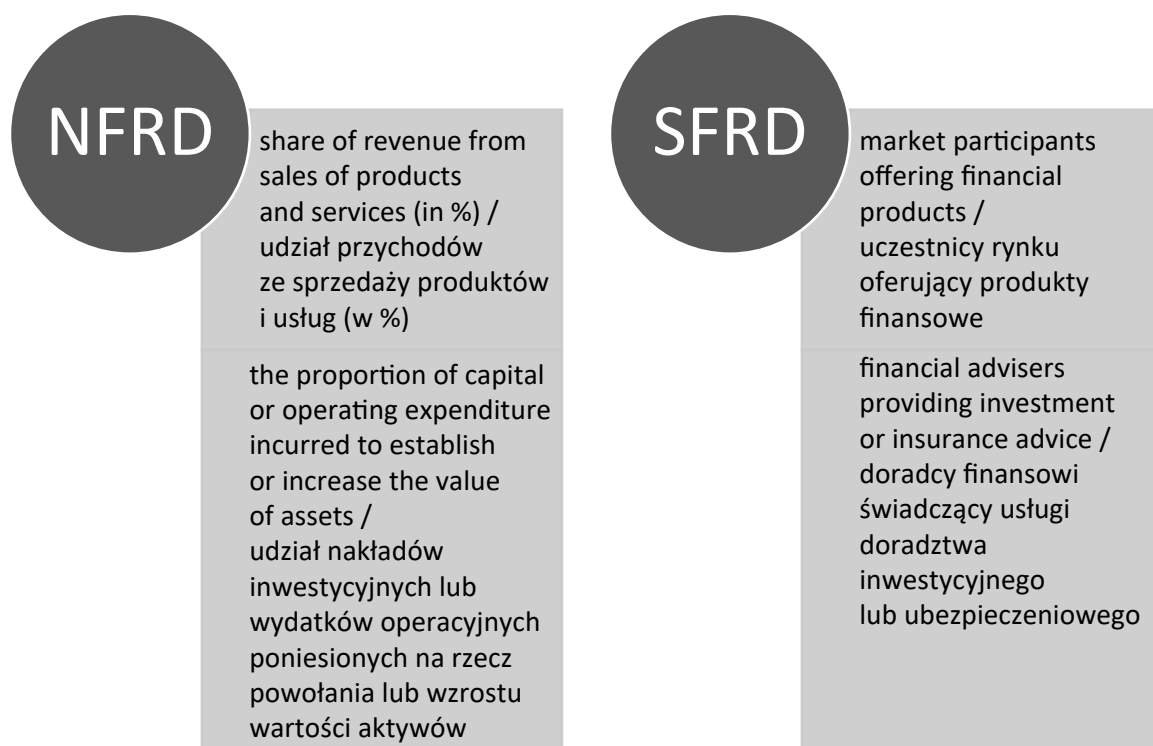 NFRD
share of revenue from
sales of products
and services (in %) /
udział przychodów
ze sprzedaży produktów
i usług (w %)
the proportion of capital
or operating expenditure
incurred to establish
or increase the value
of assets /
udział nakładów
inwestycyjnych lub
wydatków operacyjnych
poniesionych na rzecz
powołania lub wzrostu
wartości aktywów
SFRD
market participants
offering financial
products /
uczestnicy rynku
oferujący produkty
finansowe
financial advisers
providing investment
or insurance advice /
doradcy finansowi
świadczący usługi
doradztwa
inwestycyjnego
lub ubezpieczeniowego